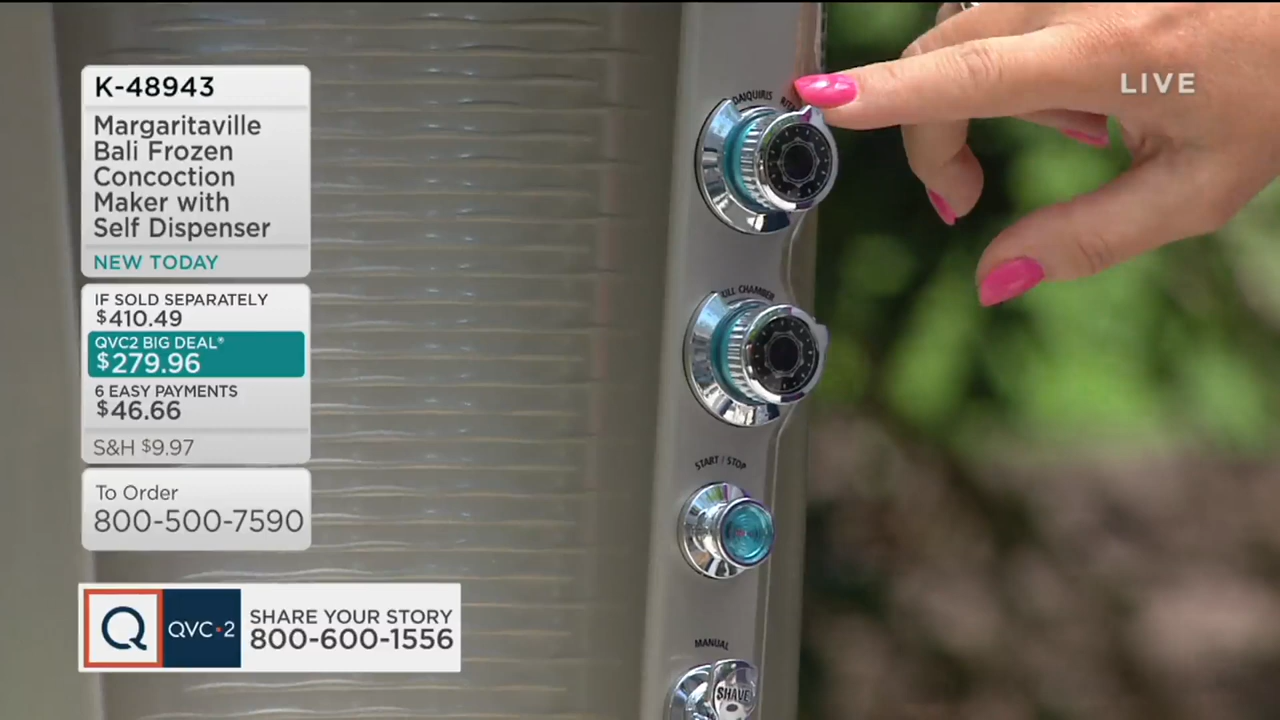 K-48943
Margaritaville
Bali Frozen
Concoction
Maker with
Self Dispenser
NEW TODAY
IF SOLD SEPARATELY
$410.49
QVC2 BIG DEAL®
$279.96
6 EASY PAYMENTS
$46.66
S&H $9.97
To Order
800-500-7590
Q QVC•2
SHARE YOUR STORY
800-600-1556
LIVE
DAIQUIRIS
CHAMBER
START / STOP
MANUAL
SHAVE